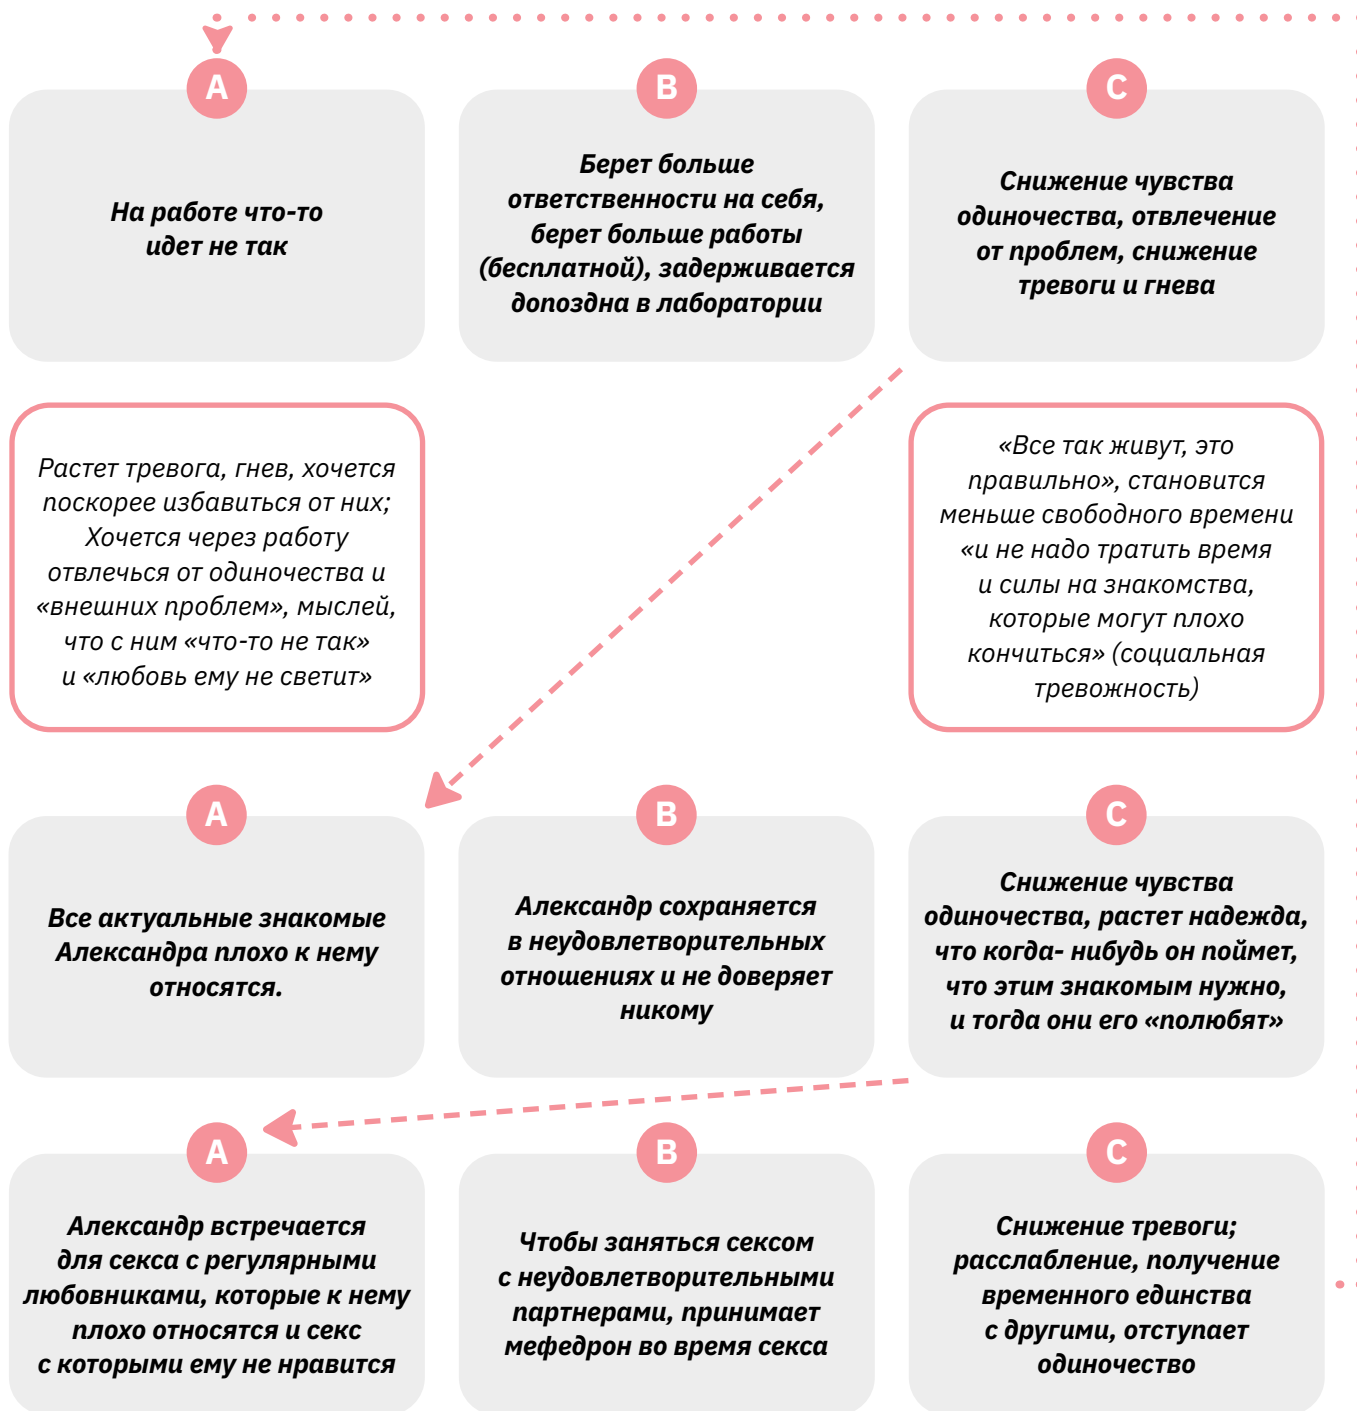 A
На работе что-то
идет не так
B
Берет больше
ответственности на себя,
берет больше работы
(бесплатной), задерживается
допоздна в лаборатории
C
Снижение чувства
одиночества, отвлечение
от проблем, снижение
тревоги и гнева
Растет тревога, гнев, хочется
поскорее избавиться от них;
Хочется через работу
отвлечься от одиночества и
«внешних проблем», мыслей,
что с ним «что-то не так»
и «любовь ему не светит»
«Все так живут, это
правильно», становится
меньше свободного времени
«и не надо тратить время
и силы на знакомства,
которые могут плохо
кончиться» (социальная
тревожность)
A
Все актуальные знакомые
Александра плохо к нему
относятся.
B
Александр сохраняется
в неудовлетворительных
отношениях и не доверяет
никому
C
Снижение чувства
одиночества, растет надежда,
что когда- нибудь он поймет,
что этим знакомым нужно,
и тогда они его «полюбят»
A
Александр встречается
для секса с регулярными
любовниками, которые к нему
плохо относятся и секс
с которыми ему не нравится
B
Чтобы заняться сексом
с неудовлетворительными
партнерами, принимает
мефедрон во время секса
C
Снижение тревоги;
расслабление, получение
временного единства
с другими, отступает
одиночество